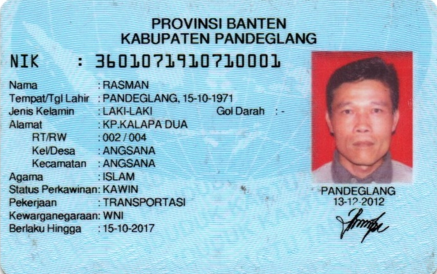 PROVINSI BANTEN
KABUPATEN PANDEGLANG
NIK : 3601071910710001
Nama : RASMAN
Tempat/Tgl Lahir : PANDEGLANG, 15-10-1971
Jenis Kelamin : LAKI-LAKI Gol Darah : -
Alamat : KP.KALAPA DUA
RT/RW : 002 / 004
Kel/Desa : ANGSANA
Kecamatan : ANGSANA
Agama : ISLAM
Status Perkawinan: KAWIN
Pekerjaan : TRANSPORTASI
Kewarganegaraan: WNI
Berlaku Hingga : 15-10-2017
PANDEGLANG
13-12-2012